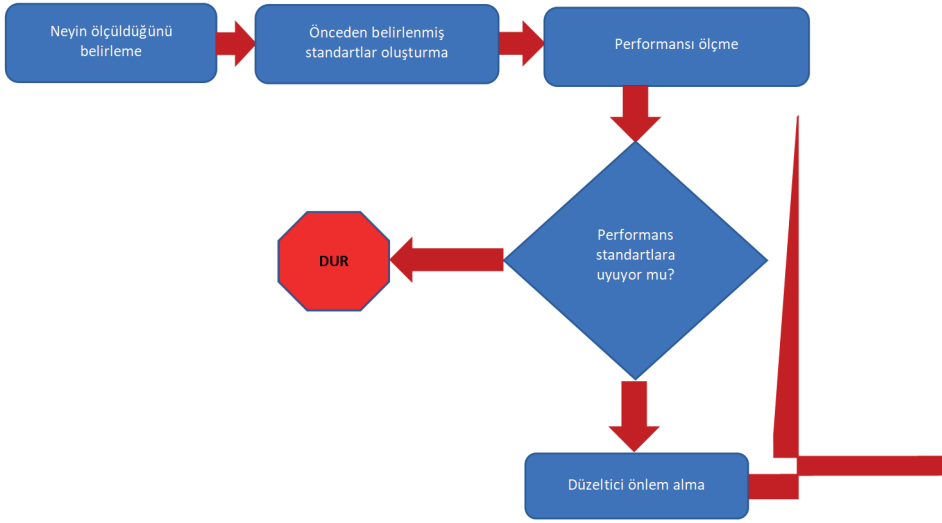 Neyin ölçüldüğünü
belirleme
Önceden belirlenmiş
standartlar oluşturma
Performansı ölçme
Performans
standartlara
uyuyor mu?
DUR
Düzeltici önlem alma